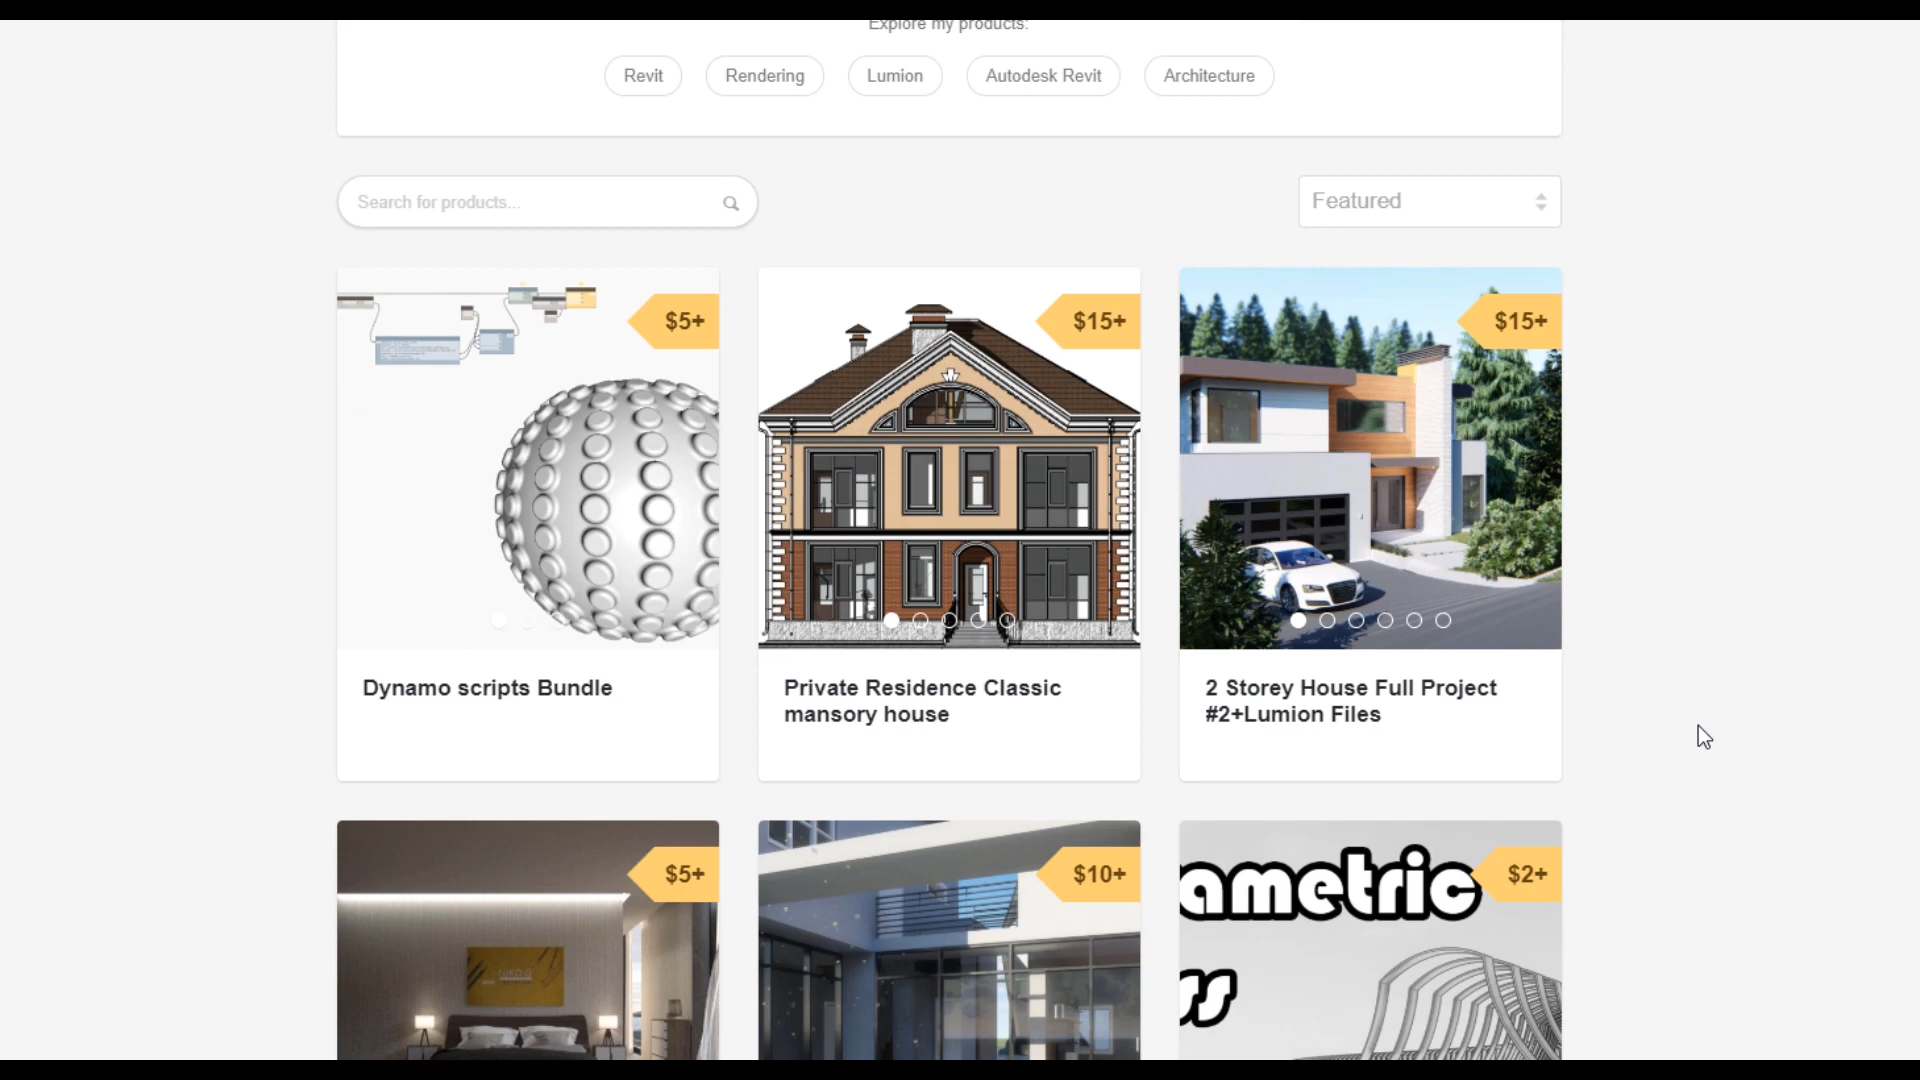 Explore my products:
Revit
Rendering
Lumion
Autodesk Revit
Architecture
Search for products...
Featured
$5+
$15+
$15+
Dynamo scripts Bundle
Private Residence Classic
mansory house
2 Storey House Full Project
#2+Lumion Files
$5+
$10+
$2+
ametric
NIKO.G